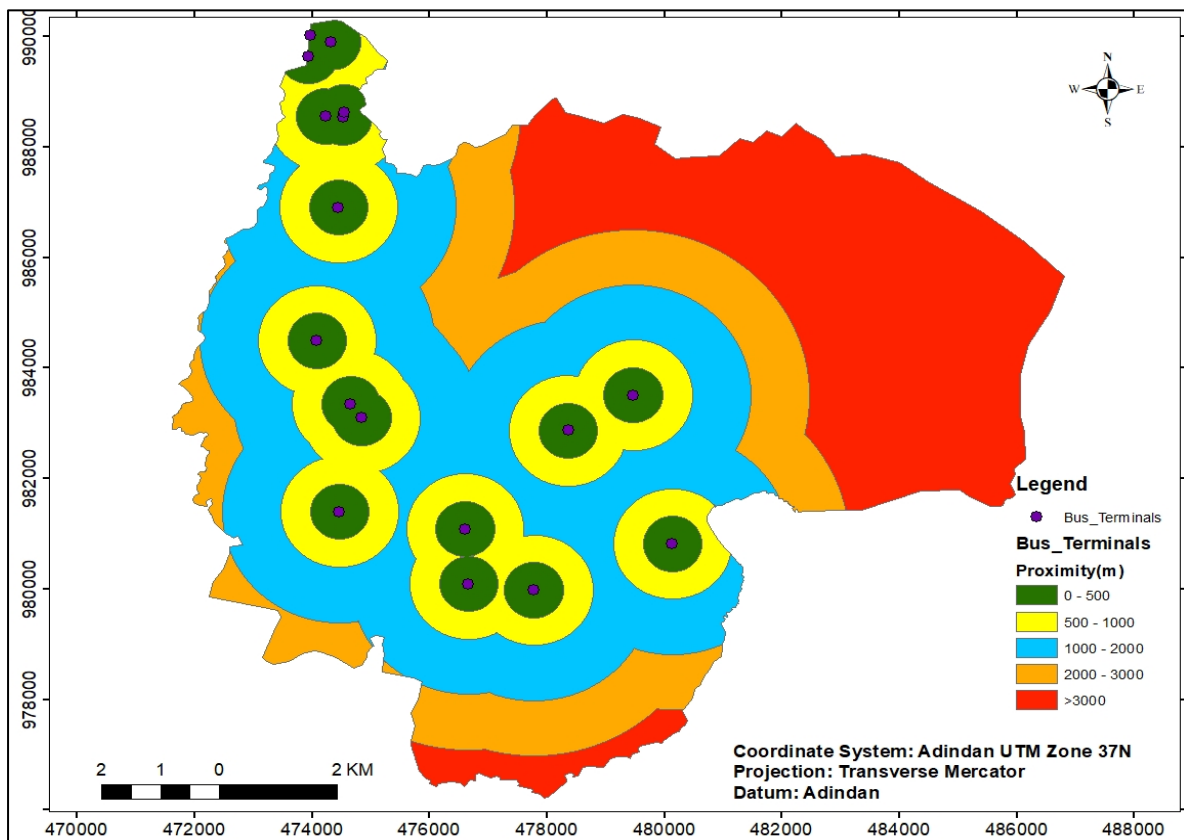 990000
988000
986000
984000
982000
980000
978000
N
W E
S
Legend
Bus_Terminals
Bus_Terminals
Proximity(m)
0 - 500
500 - 1000
1000 - 2000
2000 - 3000
>3000
Coordinate System: Adindan UTM Zone 37N
Projection: Transverse Mercator
Datum: Adindan
2 1 0 2 KM
470000 472000 474000 476000 478000 480000 482000 484000 486000 488000